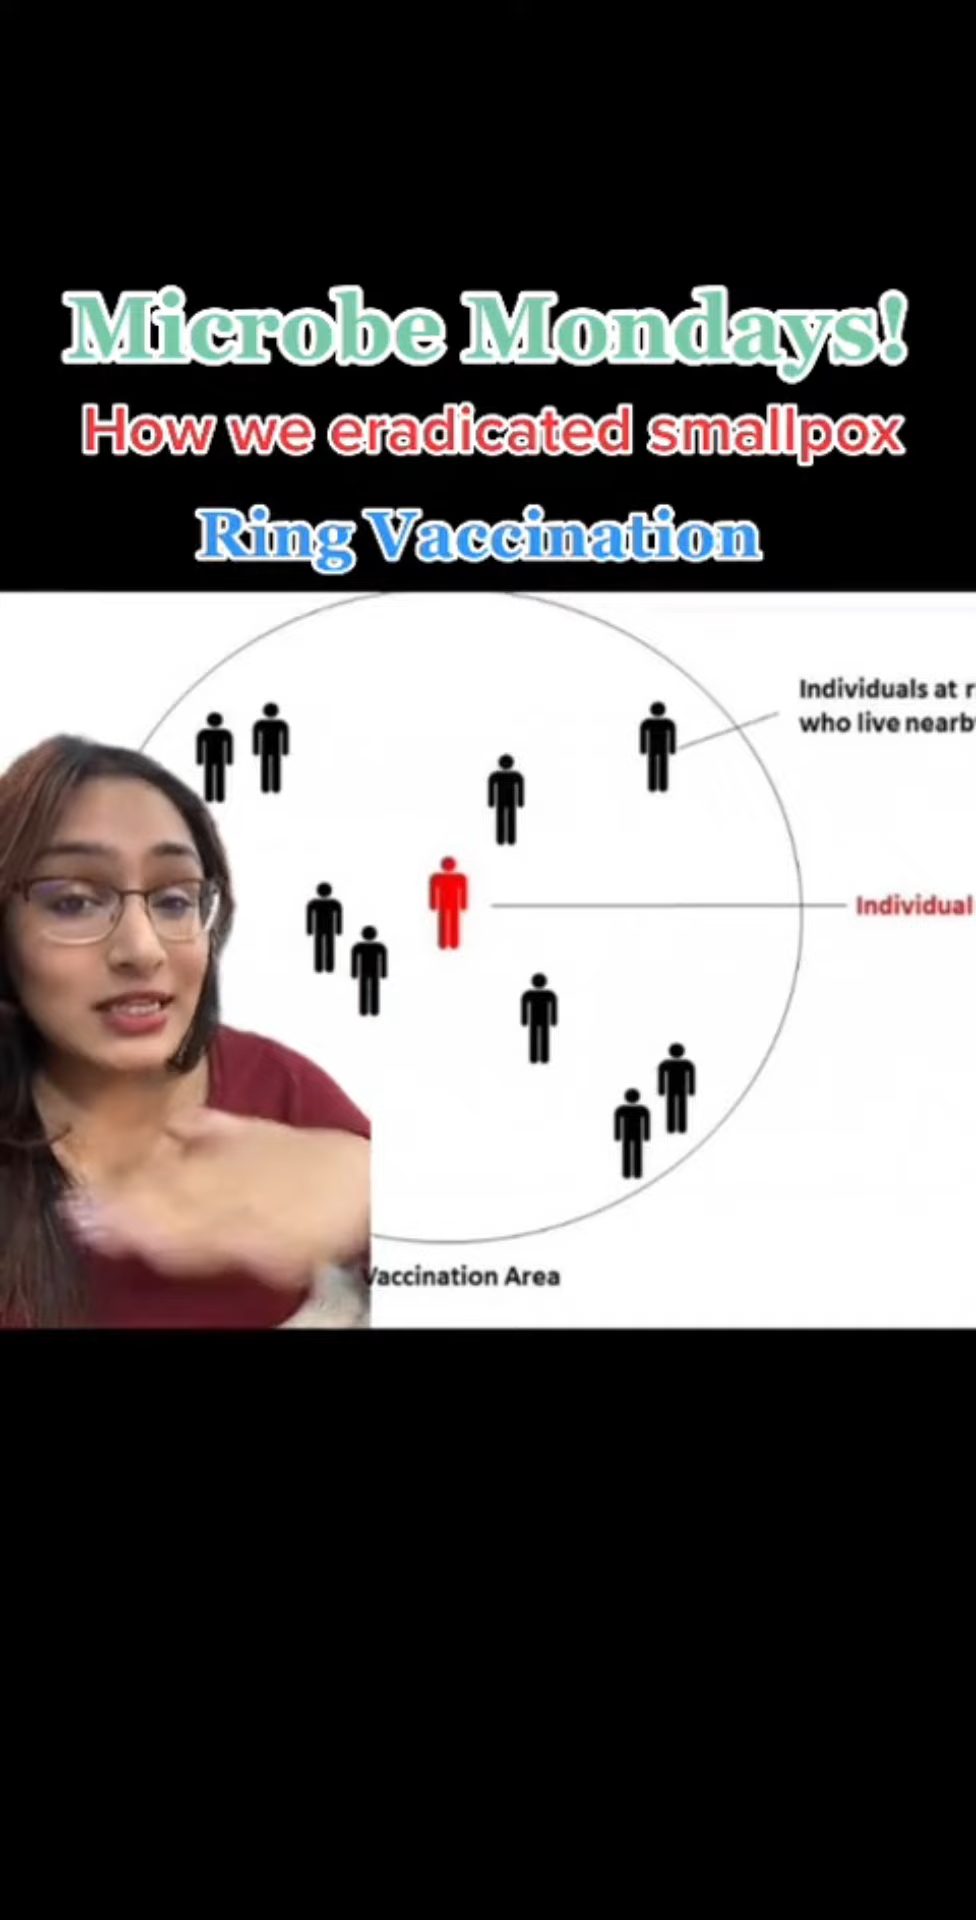 Microbe Mondays!
How we eradicated smallpox
Ring Vaccination
Individuals at
who live nearb
Individual
Vaccination Area